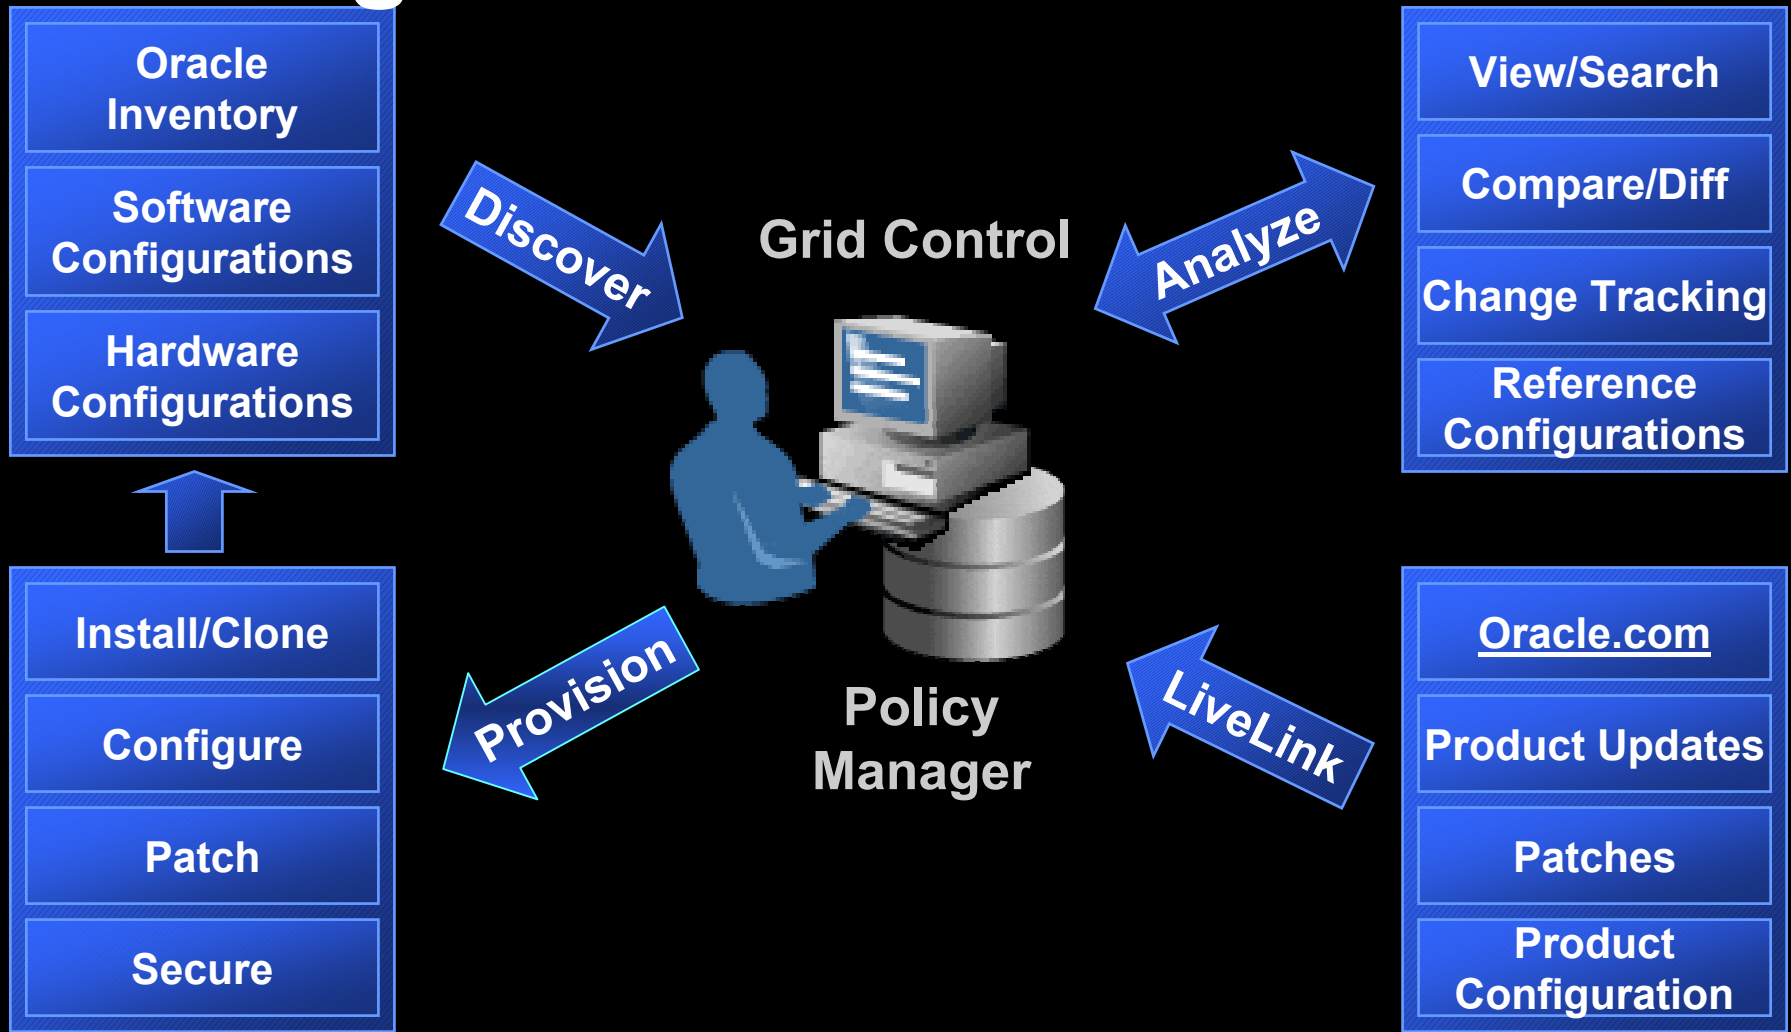 Oracle
Inventory
Software
Configurations
Hardware
Configurations
Discover
Grid Control
Analyze
View/Search
Compare/Diff
Change Tracking
Reference
Configurations
Install/Clone
Configure
Patch
Secure
Provision
Policy
Manager
LiveLink
Oracle.com
Product Updates
Patches
Product
Configuration